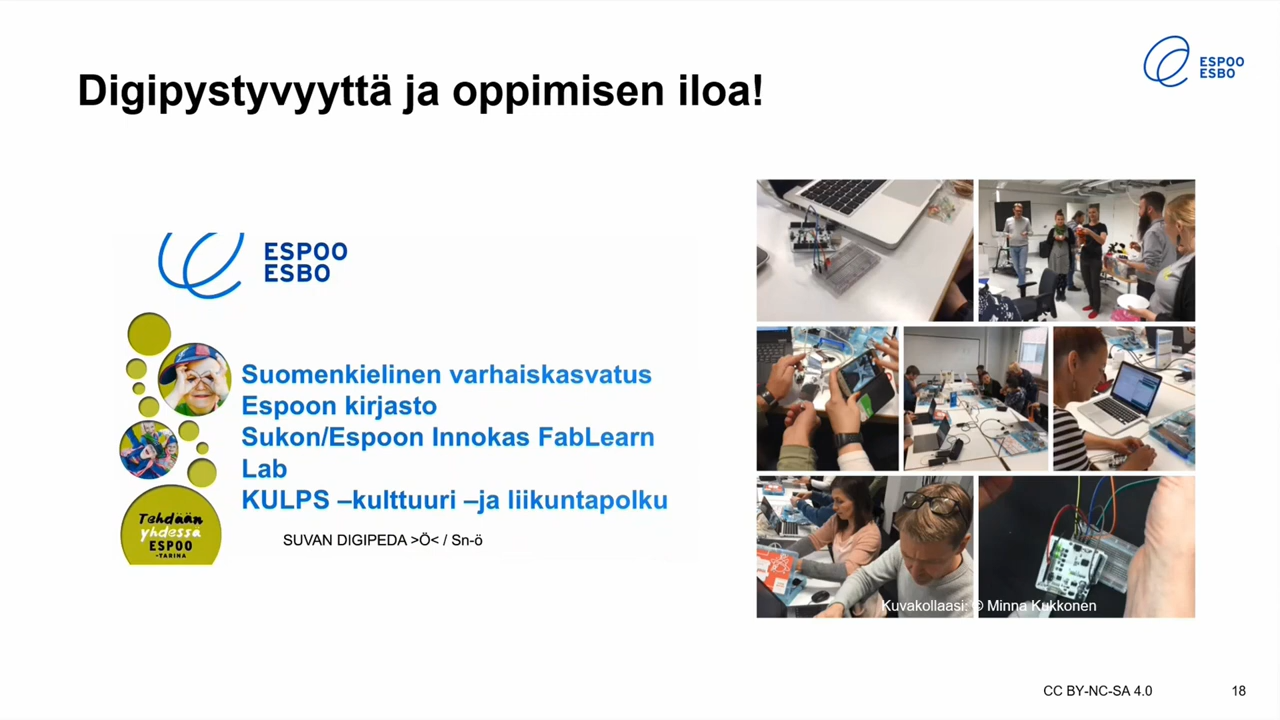 Digipystyvyyttä ja oppimisen iloa!
ESPOO
ESBO
ESPOO
ESBO
Suomenkielinen varhaiskasvatus
Espoon kirjasto
Sukon/Espoon Innokas FabLearn
Lab
KULPS –kulttuuri –ja liikuntapolku
Tehdään
yhdessä
ESPOO
-TARINA
SUVAN DIGIPEDA >Ö< / Sn-ö
Kuvakollaasi: © Minna Kukkonen
CC BY-NC-SA 4.0
18